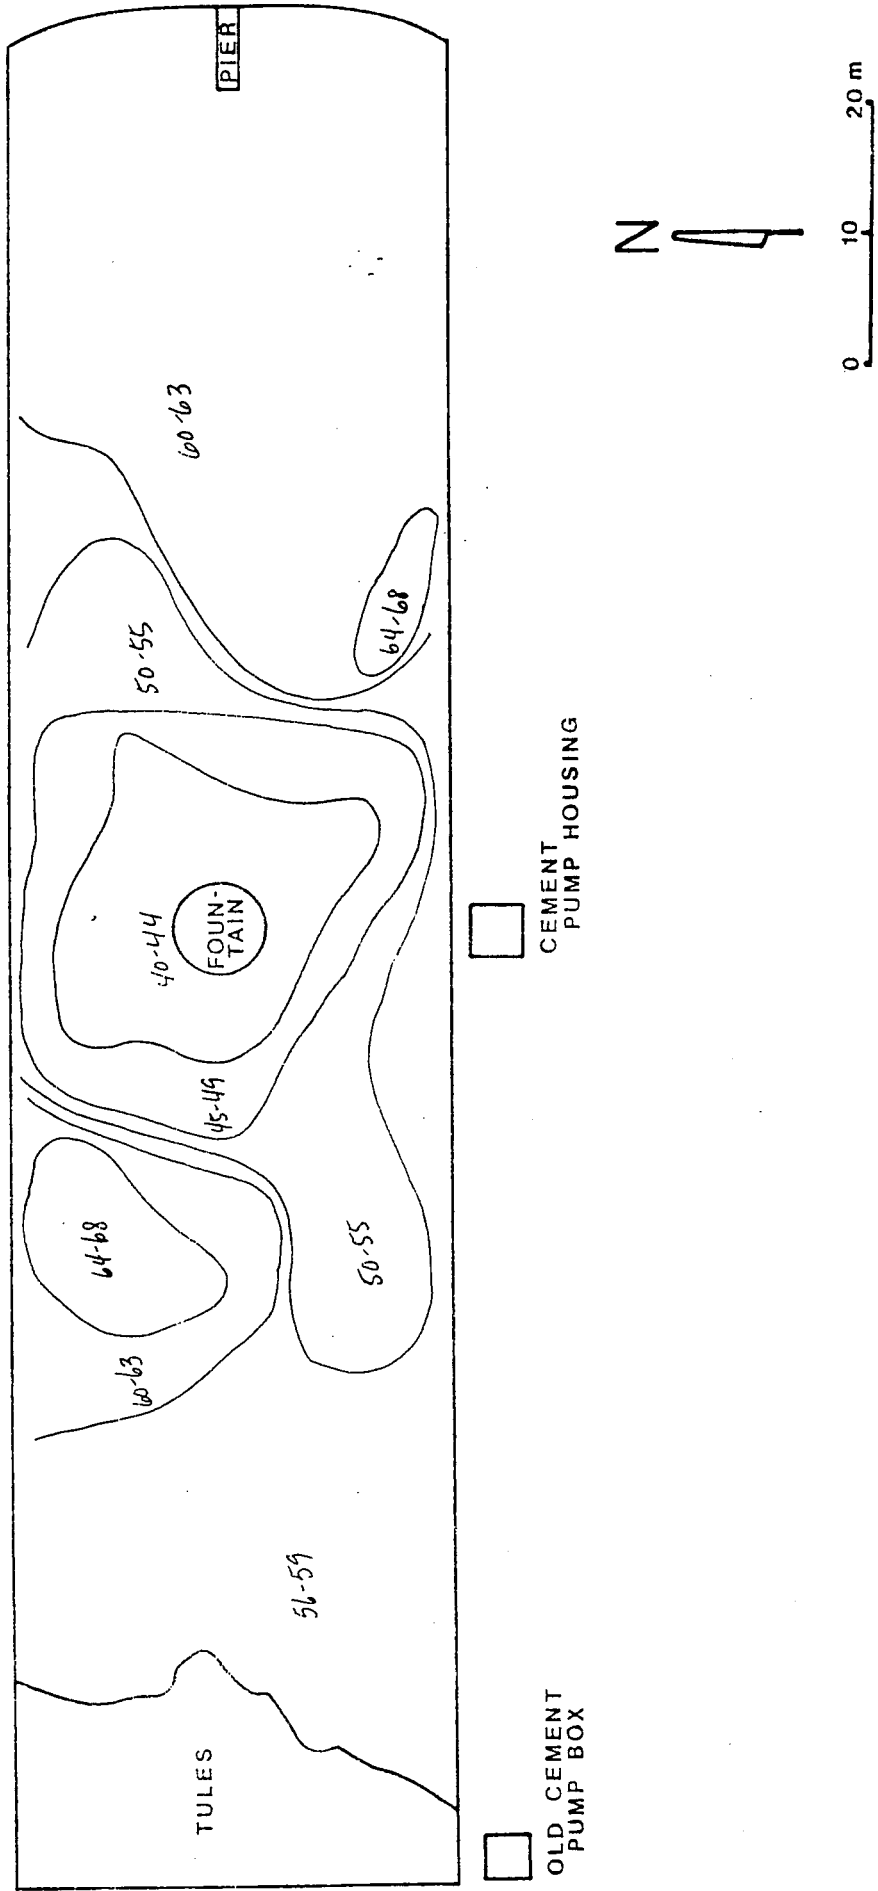 PIER
60-63
64-68
50-55
FOUN-
TAIN
40-44
45-49
64-68
60-63
50-55
56-59
TULES
CEMENT
PUMP HOUSING
OLD CEMENT
PUMP BOX
N
0 10 20 m